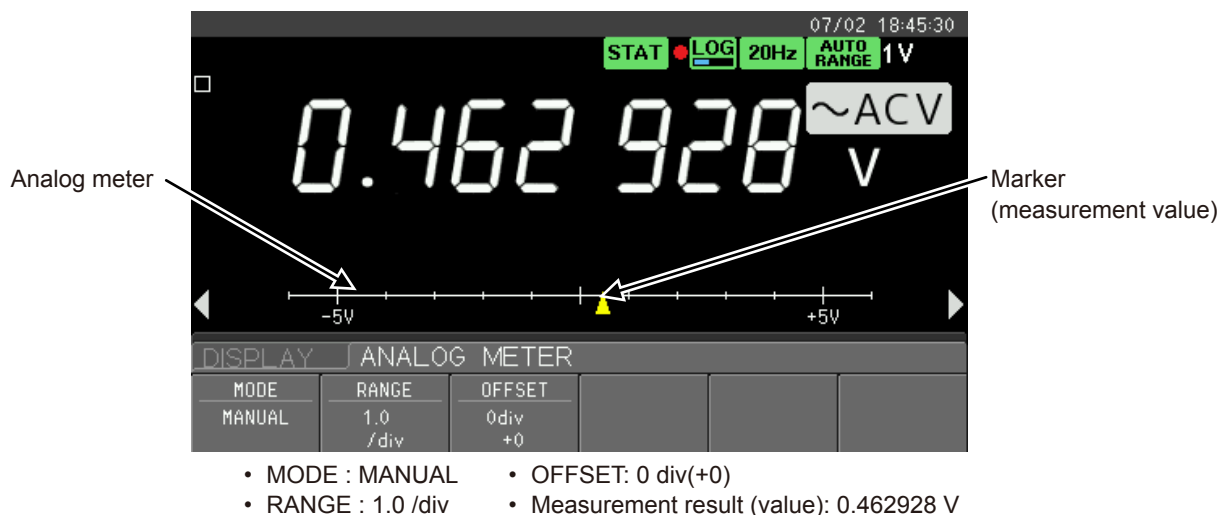 07/02 18:45:30
STAT LOG 20Hz AUTO RANGE 1 V
0.462 928
～ACV
V
Analog meter
Marker
(measurement value)
-5V +5V
DISPLAY ANALOG METER
MODE RANGE OFFSET
MANUAL 1.0 0div
/div +0
• MODE : MANUAL • OFFSET: 0 div(+0)
• RANGE : 1.0 /div • Measurement result (value): 0.462928 V